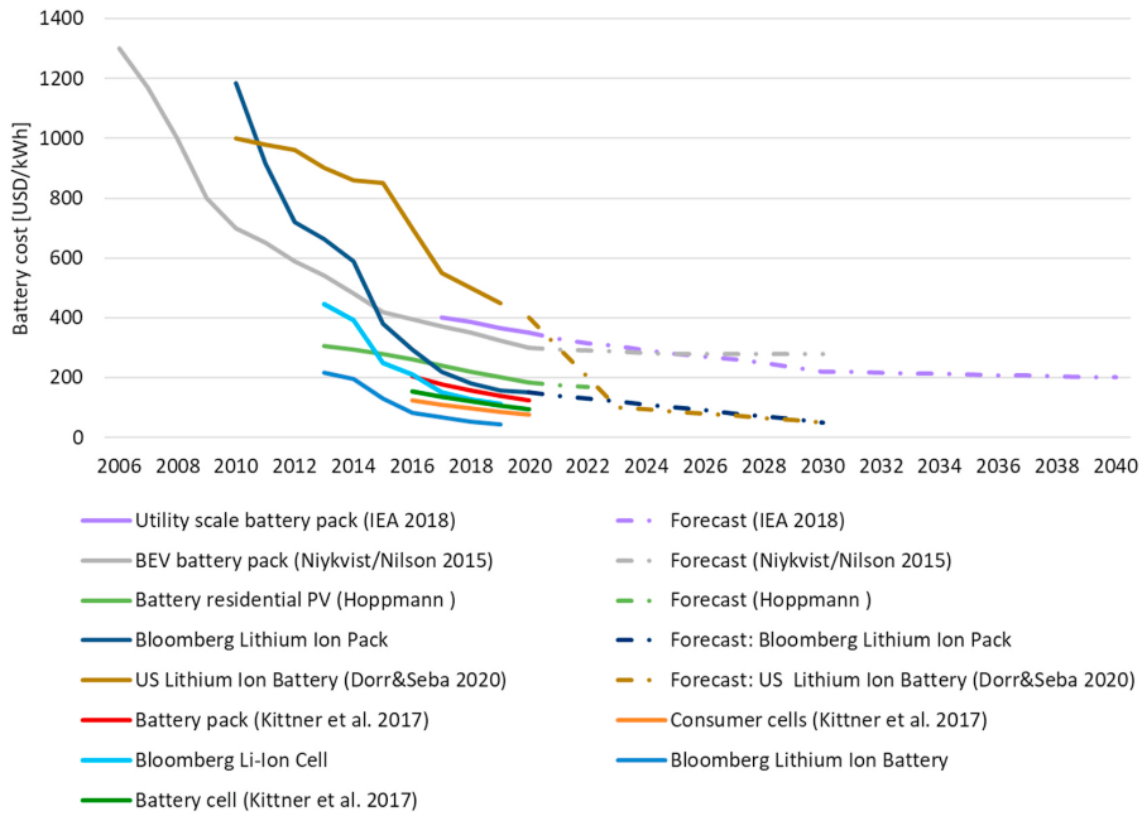 1400
1200
1000
800
600
400
200
0
Battery cost [USD/kWh]
2006 2008 2010 2012 2014 2016 2018 2020 2022 2024 2026 2028 2030 2032 2034 2036 2038 2040
Utility scale battery pack (IEA 2018)
Forecast (IEA 2018)
BEV battery pack (Niykvist/Nilson 2015)
Forecast (Niykvist/Nilson 2015)
Battery residential PV (Hoppmann )
Forecast (Hoppmann )
Bloomberg Lithium Ion Pack
Forecast: Bloomberg Lithium Ion Pack
US Lithium Ion Battery (Dorr&Seba 2020)
Forecast: US  Lithium Ion Battery (Dorr&Seba 2020)
Battery pack (Kittner et al. 2017)
Consumer cells (Kittner et al. 2017)
Bloomberg Li-Ion Cell
Bloomberg Lithium Ion Battery
Battery cell (Kittner et al. 2017)